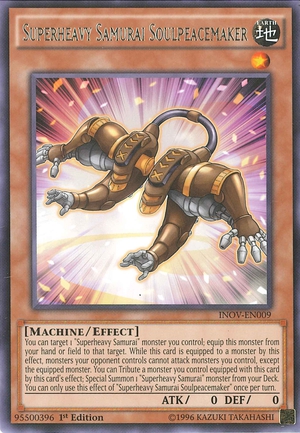 Superheavy Samurai Soulpeacemaker
EARTH
地
INOV-EN009
[Machine/Effect]
You can target 1 "Superheavy Samurai" monster you control; equip this monster from
your hand or field to that target. While this card is equipped to a monster by this
effect, monsters your opponent controls cannot attack monsters you control, except
the equipped monster. You can Tribute a monster you control equipped with this card
by this card's effect; Special Summon 1 "Superheavy Samurai" monster from your Deck.
You can only use this effect of "Superheavy Samurai Soulpeacemaker" once per turn.
ATK/ 0 DEF/ 0
95500396 1st Edition ©1996 KAZUKI TAKAHASHI